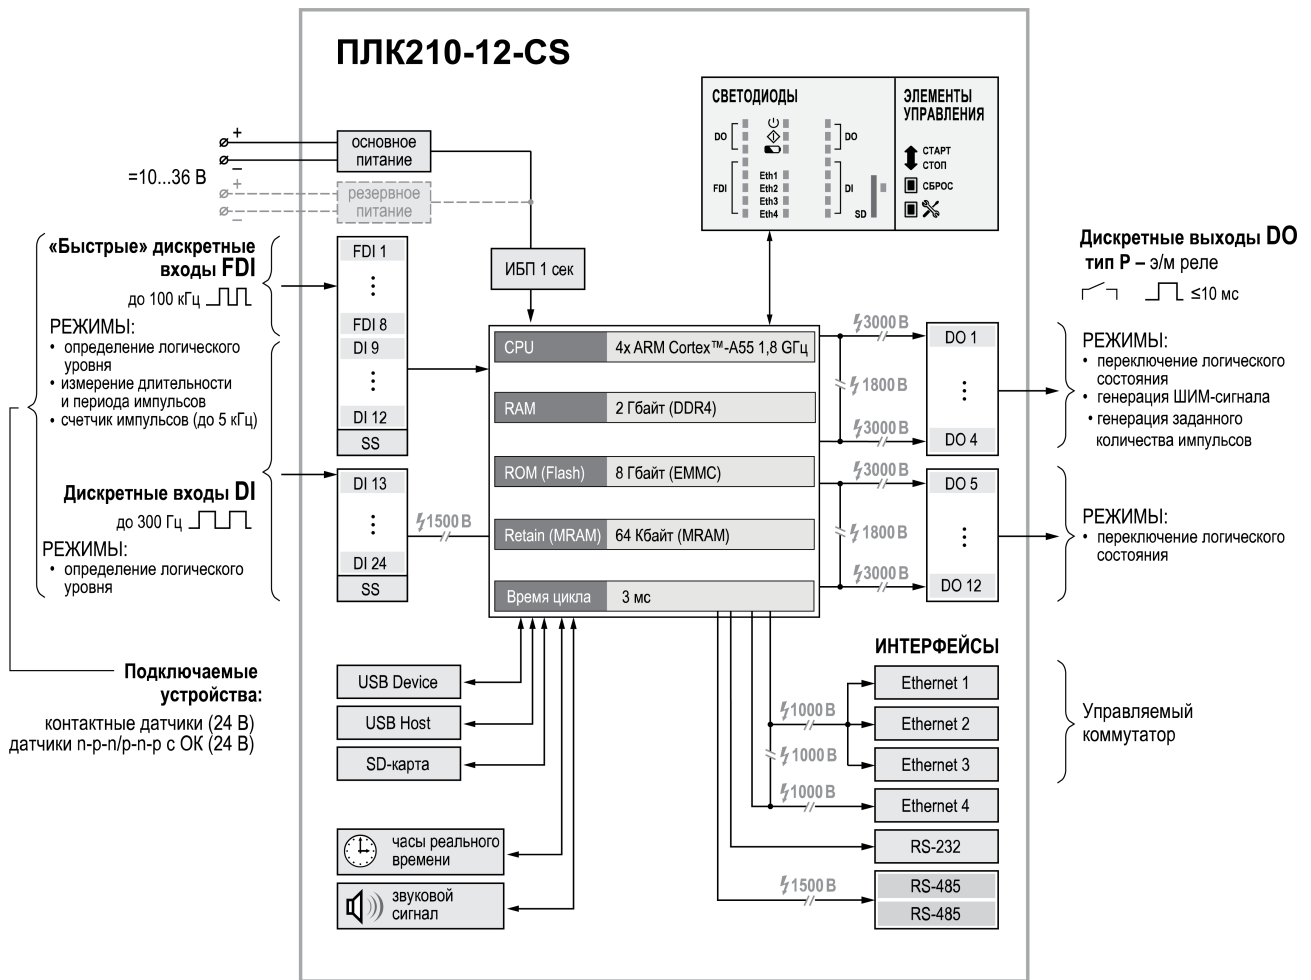 ПЛК210-12-CS
СВЕТОДИОДЫ
DO
DO
FDI
Eth1
Eth2
Eth3
Eth4
DI
SD
ЭЛЕМЕНТЫ
УПРАВЛЕНИЯ
СТАРТ
СТОП
СБРОС
+
–
=10...36 В
+
–
основное
питание
резервное
питание
ИБП 1 сек
«Быстрые» дискретные
входы FDI
до 100 кГц
РЕЖИМЫ:
• определение логического
уровня
• измерение длительности
и периода импульсов
• счетчик импульсов (до 5 кГц)
Дискретные входы DI
до 300 Гц
РЕЖИМЫ:
• определение логического
уровня
Подключаемые
устройства:
контактные датчики (24 В)
датчики n-p-n/p-n-p с ОК (24 В)
FDI 1
FDI 8
DI 9
DI 12
SS
DI 13
DI 24
SS
1500 В
CPU 4x ARM Cortex™-A55 1,8 ГГц
RAM 2 Гбайт (DDR4)
ROM (Flash) 8 Гбайт (EMMC)
Retain (MRAM) 64 Кбайт (MRAM)
Время цикла 3 мс
3000 В
1800 В
3000 В
3000 В
1800 В
3000 В
DO 1
DO 4
DO 5
DO 12
Дискретные выходы DO
тип Р – э/м реле
≤10 мс
РЕЖИМЫ:
• переключение логического
состояния
• генерация ШИМ-сигнала
• генерация заданного
количества импульсов
РЕЖИМЫ:
• переключение логического
состояния
USB Device
USB Host
SD-карта
часы реального
времени
звуковой
сигнал
ИНТЕРФЕЙСЫ
1000 В
1000 В
1000 В
1500 В
Ethernet 1
Ethernet 2
Ethernet 3
Ethernet 4
RS-232
RS-485
RS-485
Управляемый
коммутатор